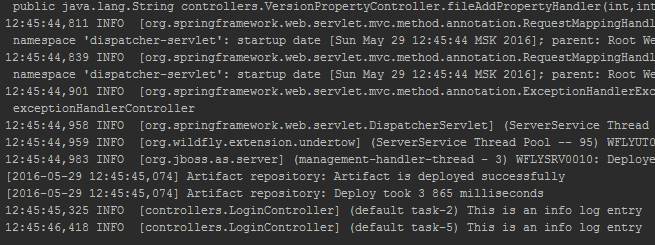 public java.lang.String controllers.VersionPropertyController.fileAddPropertyHandler(int,int
12:45:44,811 INFO [org.springframework.web.servlet.mvc.method.annotation.RequestMappingHandl
namespace 'dispatcher-servlet': startup date [Sun May 29 12:45:44 MSK 2016]; parent: Root We
12:45:44,839 INFO [org.springframework.web.servlet.mvc.method.annotation.RequestMappingHandl
namespace 'dispatcher-servlet': startup date [Sun May 29 12:45:44 MSK 2016]; parent: Root We
12:45:44,901 INFO [org.springframework.web.servlet.mvc.method.annotation.ExceptionHandlerExc
exceptionHandlerController
12:45:44,958 INFO [org.springframework.web.servlet.DispatcherServlet] (ServerService Thread
12:45:44,959 INFO [org.wildfly.extension.undertow] (ServerService Thread Pool -- 95) WFLYUT0
12:45:44,983 INFO [org.jboss.as.server] (management-handler-thread - 3) WFLYSRV0010: Deploye
[2016-05-29 12:45:45,074] Artifact repository: Artifact is deployed successfully
[2016-05-29 12:45:45,074] Artifact repository: Deploy took 3 865 milliseconds
12:45:45,325 INFO [controllers.LoginController] (default task-2) This is an info log entry
12:45:46,418 INFO [controllers.LoginController] (default task-5) This is an info log entry